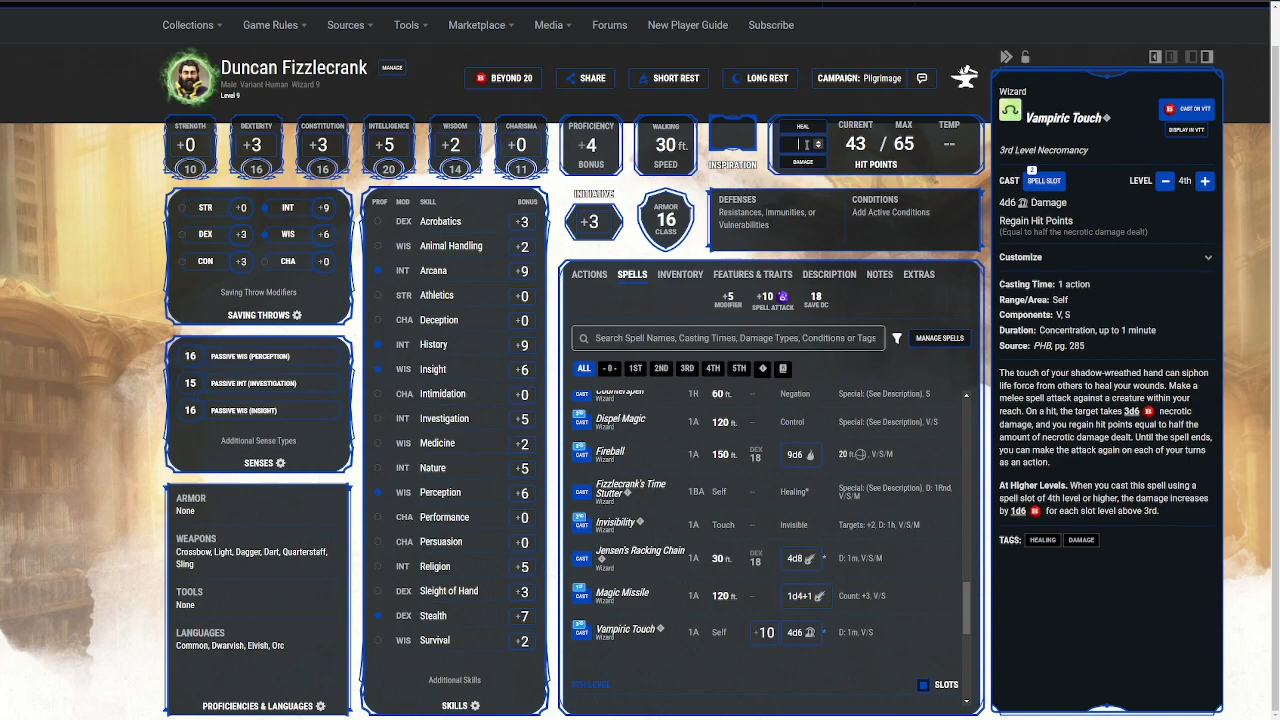 Collections Game Rules Sources Tools Marketplace Media Forums New Player Guide Subscribe
Duncan Fizzlecrank MANAGE
Male Variant Human Wizard 9
Level 9
BEYOND 20 SHARE SHORT REST LONG REST CAMPAIGN: Pilgrimage
STRENGTH +0 10
DEXTERITY +3 16
CONSTITUTION +3 16
INTELLIGENCE +5 20
WISDOM +2 14
CHARISMA +0 11
PROFICIENCY +4 BONUS
WALKING 30 ft. SPEED
INSPIRATION
HEAL
DAMAGE
CURRENT MAX TEMP
43 / 65 --
HIT POINTS
STR +0 INT +9
DEX +3 WIS +6
CON +3 CHA +0
Saving Throw Modifiers
SAVING THROWS
16 PASSIVE WIS (PERCEPTION)
15 PASSIVE INT (INVESTIGATION)
16 PASSIVE WIS (INSIGHT)
Additional Sense Types
SENSES
ARMOR
None
WEAPONS
Crossbow, Light, Dagger, Dart, Quarterstaff,
Sling
TOOLS
None
LANGUAGES
Common, Dwarvish, Elvish, Orc
PROFICIENCIES & LANGUAGES
PROF MOD SKILL BONUS
DEX Acrobatics +3
WIS Animal Handling +2
INT Arcana +9
STR Athletics +0
CHA Deception +0
INT History +9
WIS Insight +6
CHA Intimidation +0
INT Investigation +5
WIS Medicine +2
INT Nature +5
WIS Perception +6
CHA Performance +0
CHA Persuasion +0
INT Religion +5
DEX Sleight of Hand +3
DEX Stealth +7
WIS Survival +2
Additional Skills
SKILLS
INITIATIVE
+3
ARMOR
16
CLASS
DEFENSES
Resistances, Immunities, or
Vulnerabilities
CONDITIONS
Add Active Conditions
ACTIONS SPELLS INVENTORY FEATURES & TRAITS DESCRIPTION NOTES EXTRAS
+5 +10 18
MODIFIER SPELL ATTACK SAVE DC
Search Spell Names, Casting Times, Damage Types, Conditions or Tags
MANAGE SPELLS
ALL - 0 - 1ST 2ND 3RD 4TH 5TH
CAST Counterspell 1R 60 ft. -- Negation Special: (See Description), S
Wizard
CAST Dispel Magic 1A 120 ft. -- Control Special: (See Description), V/S
Wizard
CAST Fireball 1A 150 ft. DEX 18 9d6 20 ft. , V/S/M
Wizard
CAST Fizzlecrank's Time Stutter 1BA Self -- Healing* Special: (See Description), D: 1Rnd, V/S/M
Wizard
CAST Invisibility 1A Touch -- Invisible Targets: +2, D: 1h, V/S/M
Wizard
CAST Jensen's Racking Chain 1A 30 ft. DEX 18 4d8 * D: 1m, V/S/M
Wizard
1ST CAST Magic Missile 1A 120 ft. -- 1d4+1 Count: +3, V/S
Wizard
3RD CAST Vampiric Touch 1A Self +10 4d6 * D: 1m, V/S
Wizard
5TH LEVEL SLOTS
Wizard
Vampiric Touch
CAST ON VTT
DISPLAY IN VTT
3rd Level Necromancy
CAST 2 SPELL SLOT LEVEL − 4th +
4d6 Damage
Regain Hit Points
(Equal to half the necrotic damage dealt)
Customize
Casting Time: 1 action
Range/Area: Self
Components: V, S
Duration: Concentration, up to 1 minute
Source: PHB, pg. 285
The touch of your shadow-wreathed hand can siphon
life force from others to heal your wounds. Make a
melee spell attack against a creature within your
reach. On a hit, the target takes 3d6 necrotic
damage, and you regain hit points equal to half the
amount of necrotic damage dealt. Until the spell ends,
you can make the attack again on each of your turns
as an action.
At Higher Levels. When you cast this spell using a
spell slot of 4th level or higher, the damage increases
by 1d6 for each slot level above 3rd.
TAGS: HEALING DAMAGE